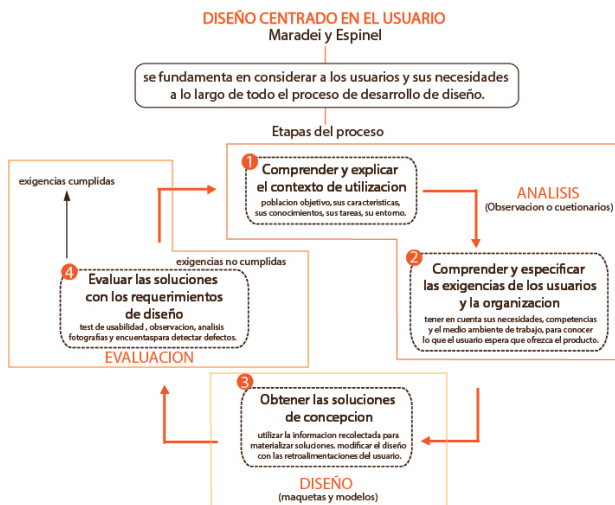 DISEÑO CENTRADO EN EL USUARIO
Maradei y Espinel
se fundamenta en considerar a los usuarios y sus necesidades
a lo largo de todo el proceso de desarrollo de diseño.
Etapas del proceso
1
Comprender y explicar
el contexto de utilizacion
poblacion objetivo, sus caracteristicas,
sus conocimientos, sus tareas, su entorno.
ANALISIS
(Observacion o cuetionarios)
2
Comprender y especificar
las exigencias de los usuarios
y la organizacion
tener en cuenta sus necesidades, competencias
y el medio ambiente de trabajo, para conocer
lo que el usuario espera que ofrezca el producto.
3
Obtener las soluciones
de concepcion
utilizar la informacion recolectada para
materializar soluciones. modificar el diseño
con las retroalimentaciones del usuario.
DISEÑO
(maquetas y modelos)
exigencias cumplidas
exigencias no cumplidas
4
Evaluar las soluciones
con los requerimientos
de diseño
test de usabilidad , observacion, analisis
fotografias y encuentaspara detectar defectos.
EVALUACION